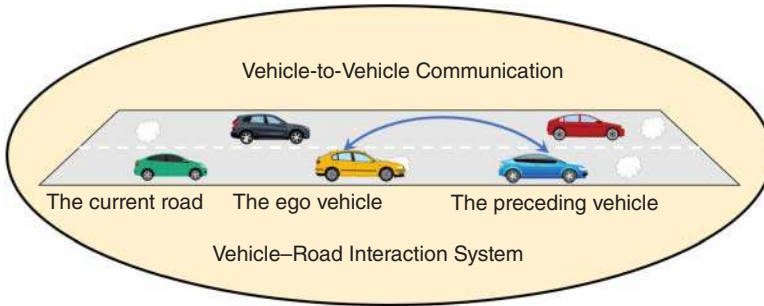 Vehicle-to-Vehicle Communication
The current road
The ego vehicle
The preceding vehicle
Vehicle–Road Interaction System